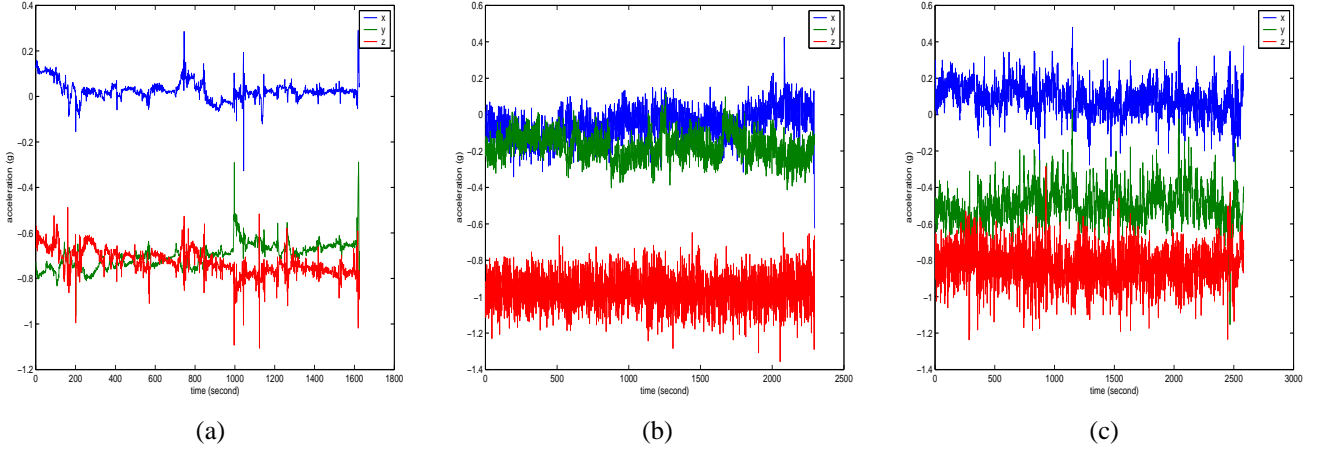 0.4
0.2
0
−0.2
−0.4
−0.6
−0.8
−1
−1.2
acceleration (g)
0 200 400 600 800 1000 1200 1400 1600 1800
time (second)
x
y
z
(a)
0.6
0.4
0.2
0
−0.2
−0.4
−0.6
−0.8
−1
−1.2
−1.4
acceleration (g)
0 500 1000 1500 2000 2500
time (second)
x
y
z
(b)
0.6
0.4
0.2
0
−0.2
−0.4
−0.6
−0.8
−1
−1.2
−1.4
acceleration (g)
0 500 1000 1500 2000 2500 3000
time (second)
x
y
z
(c)